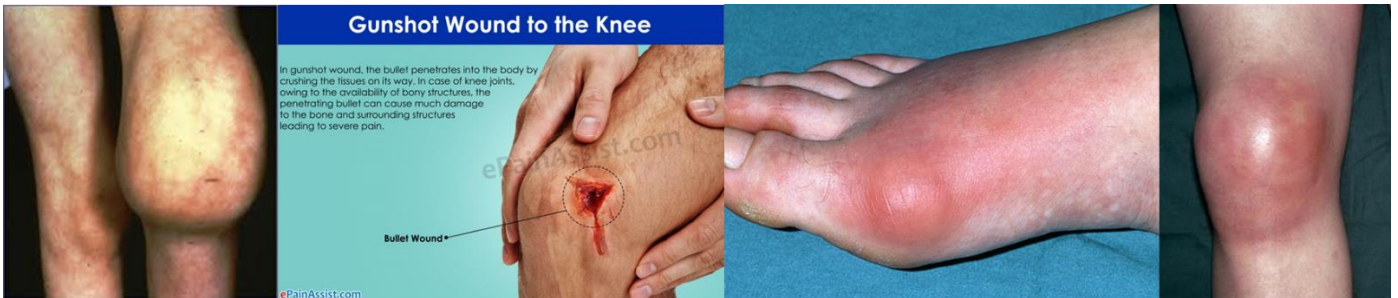 Gunshot Wound to the Knee
In gunshot wound, the bullet penetrates into the body by
crushing the tissues on its way. In case of knee joints,
owing to the availability of bony structures, the
penetrating bullet can cause much damage
to the bone and surrounding structures
leading to severe pain.
ePainAssist.com
Bullet Wound
ePainAssist.com